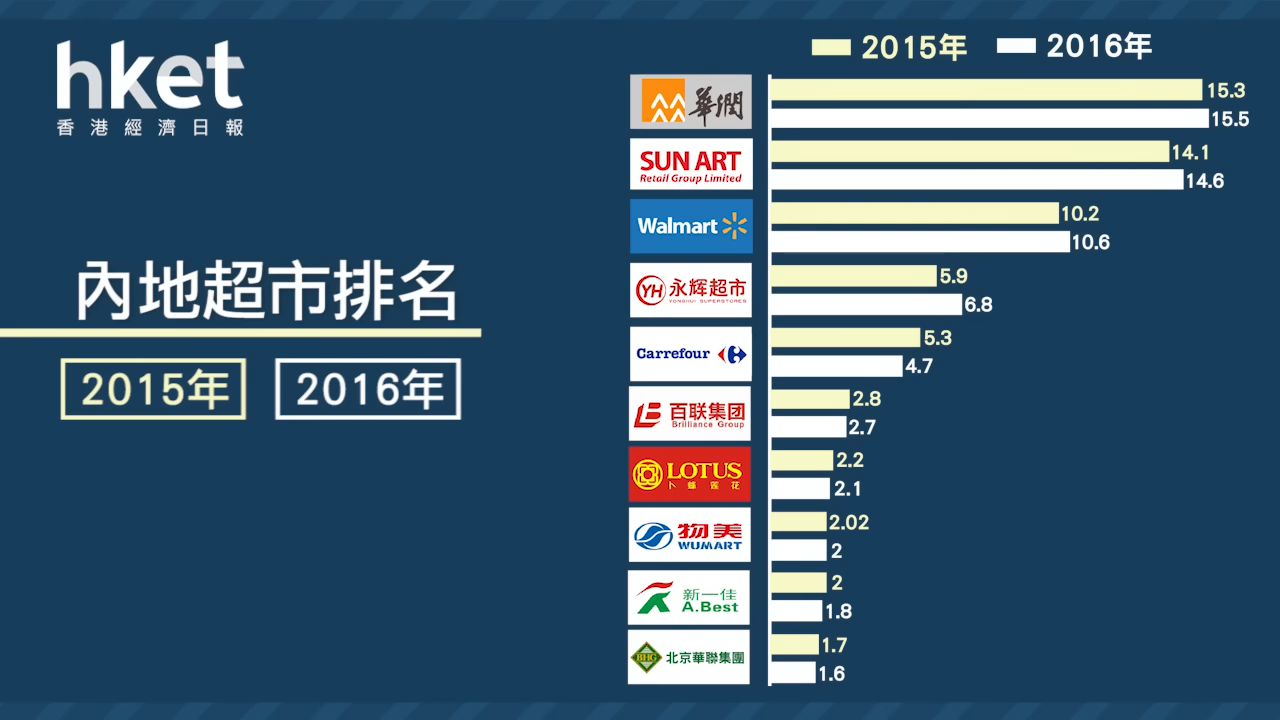 hket
香港經濟日報
內地超市排名
2015年 2016年
2015年 2016年
華潤 15.3
15.5
SUN ART 14.1
Retail Group Limited 14.6
Walmart 10.2
10.6
YH 永辉超市 5.9
YONGHUI SUPERSTORES 6.8
Carrefour 5.3
4.7
百联集团 2.8
Brilliance Group 2.7
LOTUS 2.2
卜蜂莲花 2.1
物美 2.02
WUMART 2
新一佳 2
A.Best 1.8
BHG 北京華聯集團 1.7
1.6